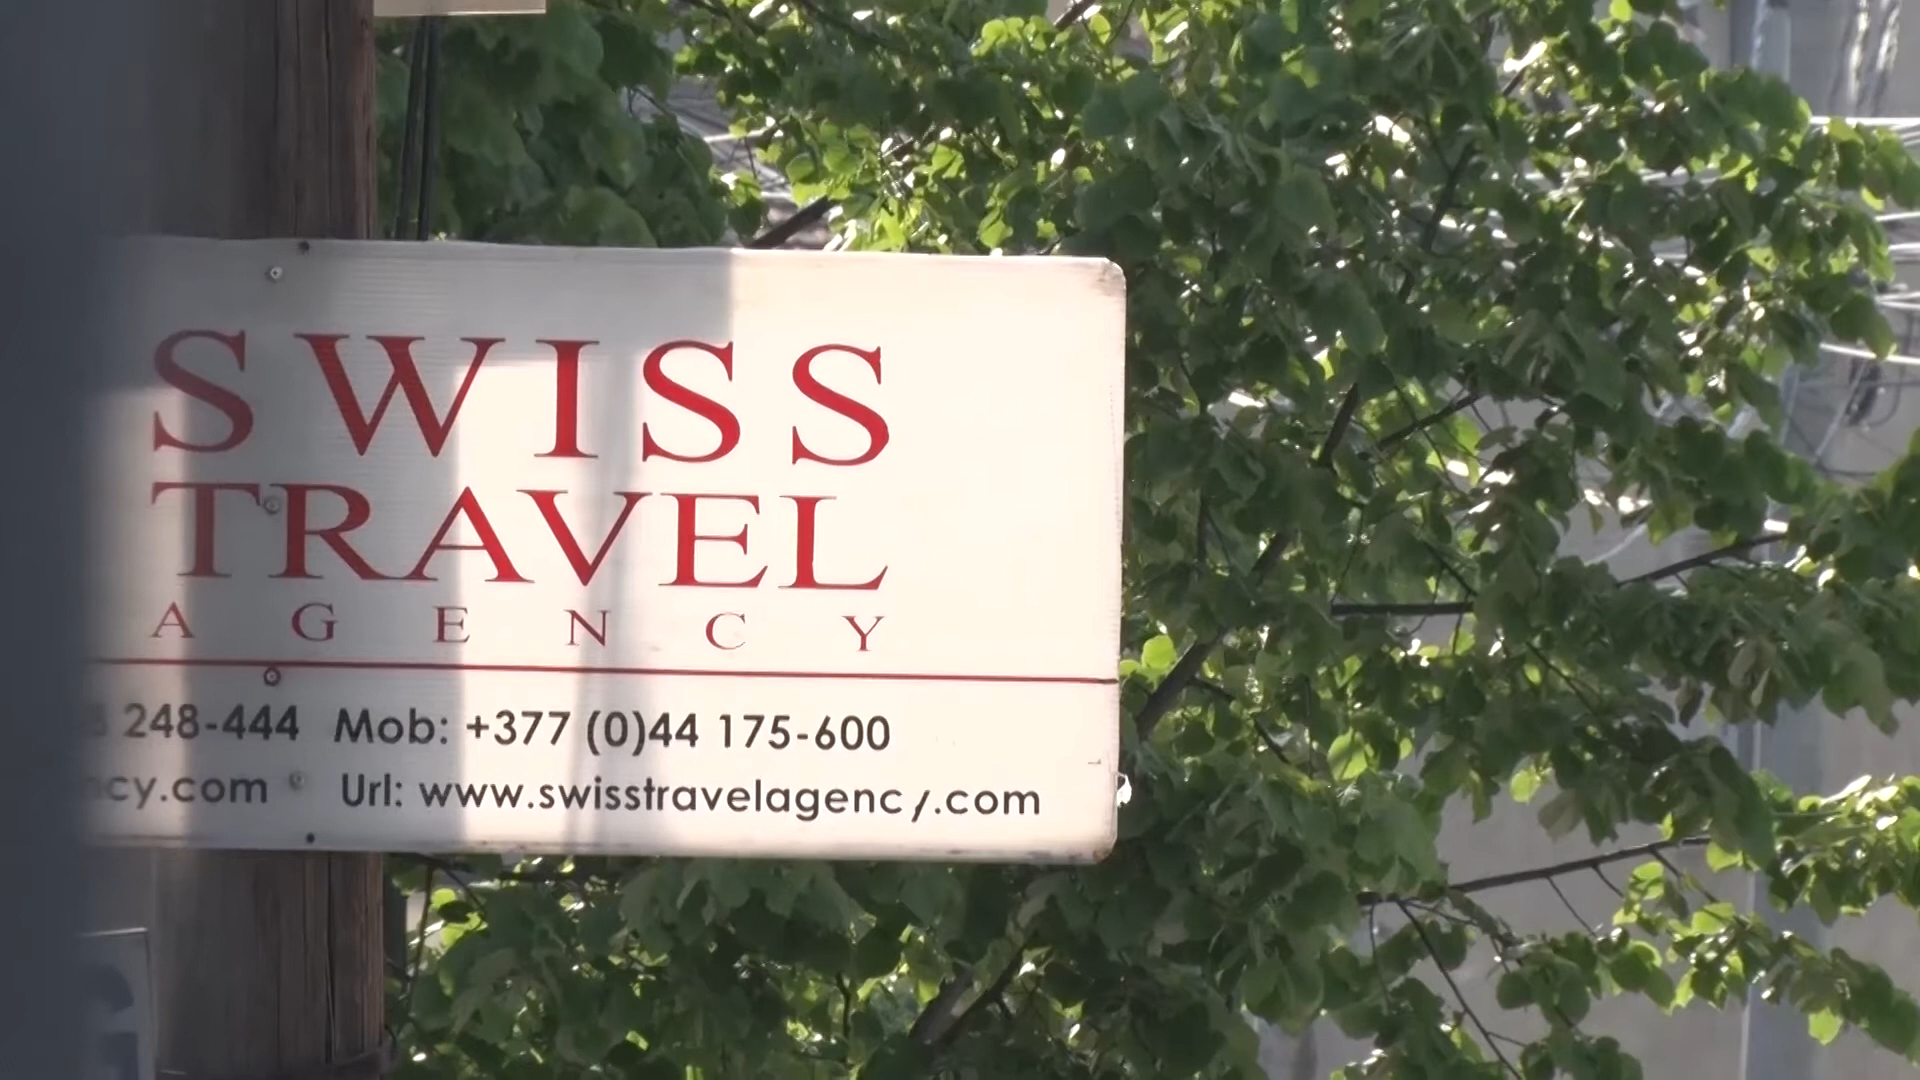 SWISS
TRAVEL
AGENCY
248-444 Mob: +377 (0)44 175-600
cy.com Url: www.swisstravelagency.com